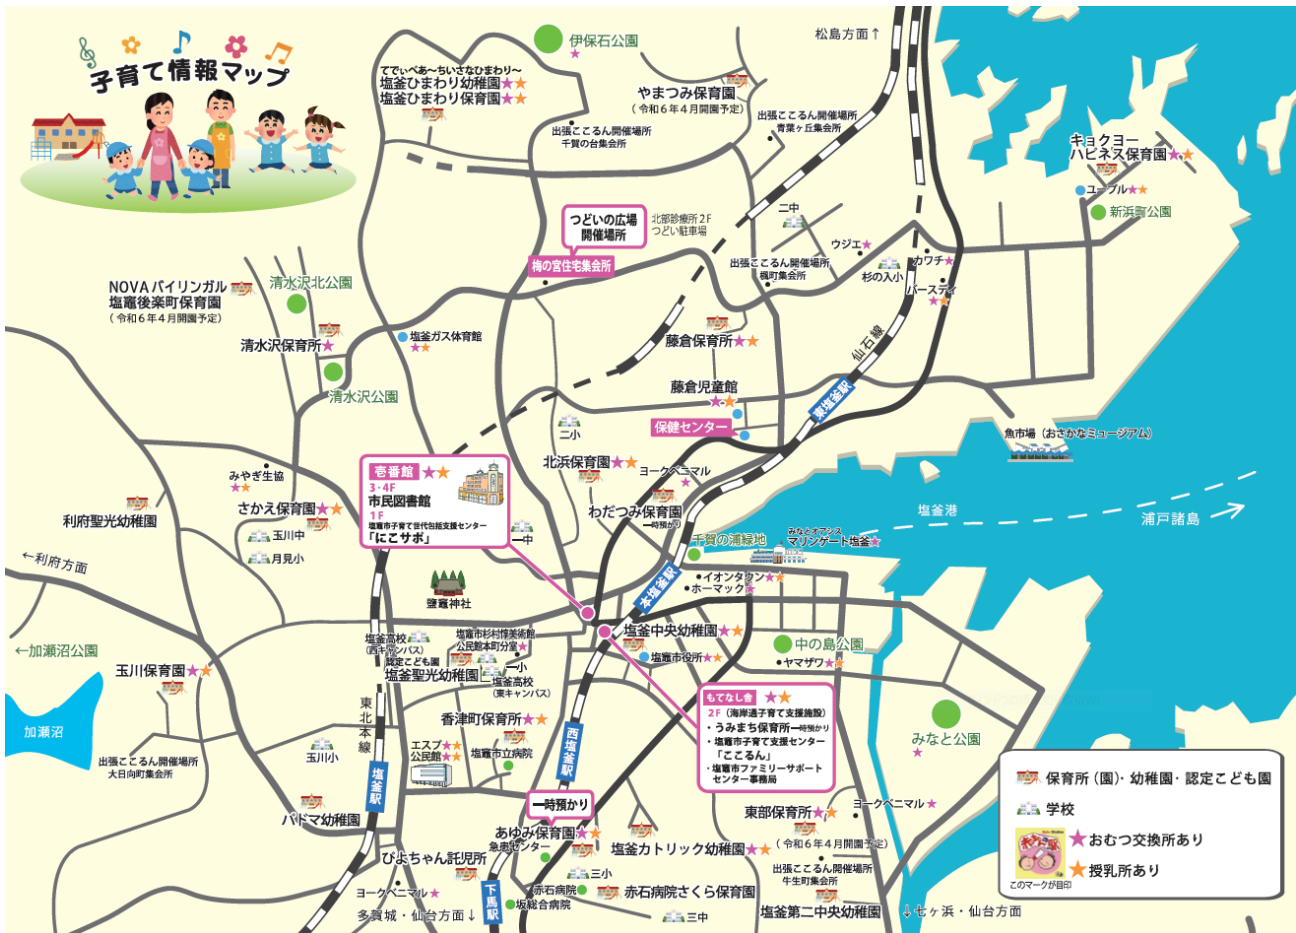 子育て情報マップ
松島方面↑
伊保石公園
てでぃべあ〜ちいさなひまわり〜
塩釜ひまわり幼稚園★★
塩釜ひまわり保育園★★
やまつみ保育園
(令和6年4月開園予定)
出張こころん開催場所
千賀の台集会所
出張こころん開催場所
青葉ヶ丘集会所
キョクヨー
ハピネス保育園★★
ユープル★★
新浜町公園
つどいの広場
開催場所
北部診療所2F
つどい駐車場
梅の宮住宅集会所
二中
ウジエ★
出張こころん開催場所
楓町集会所
杉の入小
カワチ★
バースデイ
★★
NOVAバイリンガル
塩竈後楽町保育園
(令和6年4月開園予定)
清水沢北公園
清水沢保育所★
清水沢公園
塩釜ガス体育館
★★
藤倉保育所★★
仙石線
藤倉児童館
★★
保健センター
東塩釜駅
魚市場(おさかなミュージアム)
二小
北浜保育園★★
ヨークベニマル
★
わだつみ保育園
一時預かり
みやぎ生協
★★
さかえ保育園★★
利府聖光幼稚園
玉川中
月見小
←利府方面
壱番館★★
3・4F
市民図書館
1F
塩竈市子育て世代包括支援センター
「にこサポ」
一中
塩釜港
浦戸諸島
千賀の浦緑地
みなとオアシス
マリンゲート塩釜★
イオンタウン★★
ホーマック★
本塩釜駅
鹽竈神社
←加瀬沼公園
玉川保育園★★
加瀬沼
塩釜高校
(西キャンパス)
塩竈市杉村惇美術館
公民館本町分室★
認定こども園
塩釜聖光幼稚園
一小
塩釜高校
(東キャンパス)
塩釜中央幼稚園★★
塩竈市役所★★
中の島公園
ヤマザワ★★
もてなし舎★★
2F(海岸通子育て支援施設)
・うみまち保育所一時預かり
・塩竈市子育て支援センター
「ここるん」
・塩竈市ファミリーサポート
センター事務局
みなと公園
★
東北本線
香津町保育所★★
エスプ★★
公民館★★
塩竈市立病院
西塩釜駅
出張こころん開催場所
大日向町集会所
玉川小
塩釜駅
パドマ幼稚園
一時預かり
あゆみ保育園★★
急患センター
ぴよちゃん託児所
ヨークベニマル★
多賀城・仙台方面↓
下馬駅
三小
赤石病院
坂総合病院
塩釜カトリック幼稚園★★
赤石病院さくら保育園
三中
東部保育所★★
(令和6年4月開園予定)
ヨークベニマル★
出張こころん開催場所
牛生町集会所
塩釜第二中央幼稚園
↓七ヶ浜・仙台方面
保育所(園)・幼稚園・認定こども園
学校
★おむつ交換所あり
★授乳所あり
このマークが目印